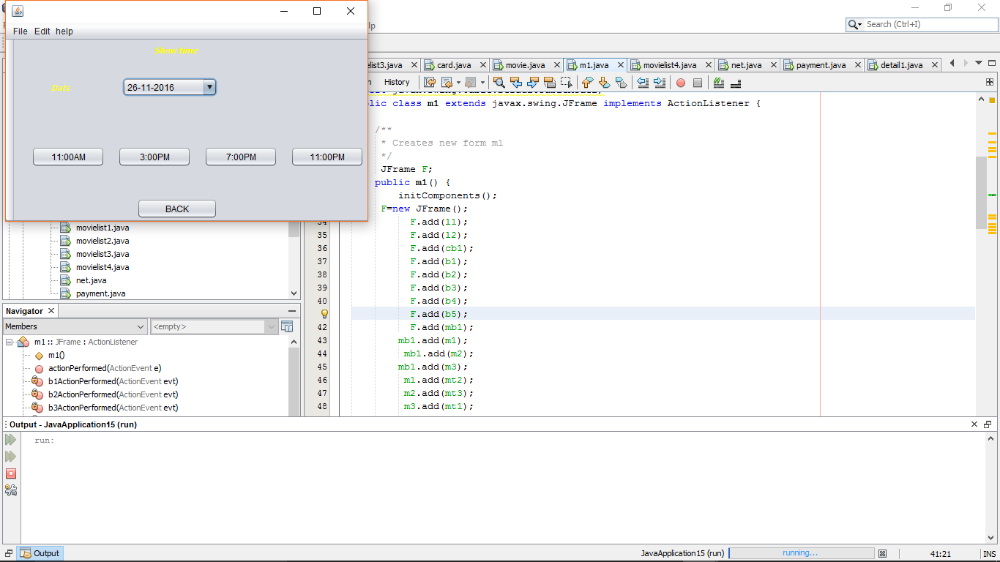 File Edit help
Show time
Date
26-11-2016
11:00AM 3:00PM 7:00PM 11:00PM
BACK
Search (Ctrl+I)
list3.java card.java movie.java m1.java movielist4.java net.java payment.java detail1.java
History
lic class m1 extends javax.swing.JFrame implements ActionListener {
/**
* Creates new form m1
*/
JFrame F;
public m1() {
initComponents();
F=new JFrame();
34 F.add(l1);
35 F.add(l2);
36 F.add(cb1);
37 F.add(b1);
38 F.add(b2);
39 F.add(b3);
40 F.add(b4);
F.add(b5);
42 F.add(mb1);
43 mb1.add(m1);
44 mb1.add(m2);
45 mb1.add(m3);
46 m1.add(mt2);
47 m2.add(mt3);
48 m3.add(mt1);
movielist1.java
movielist2.java
movielist3.java
movielist4.java
net.java
payment.java
Navigator
Members <empty>
m1 :: JFrame : ActionListener
m1()
actionPerformed(ActionEvent e)
b1ActionPerformed(ActionEvent evt)
b2ActionPerformed(ActionEvent evt)
b3ActionPerformed(ActionEvent evt)
Output - JavaApplication15 (run)
run:
Output
JavaApplication15 (run) running... 41:21 INS